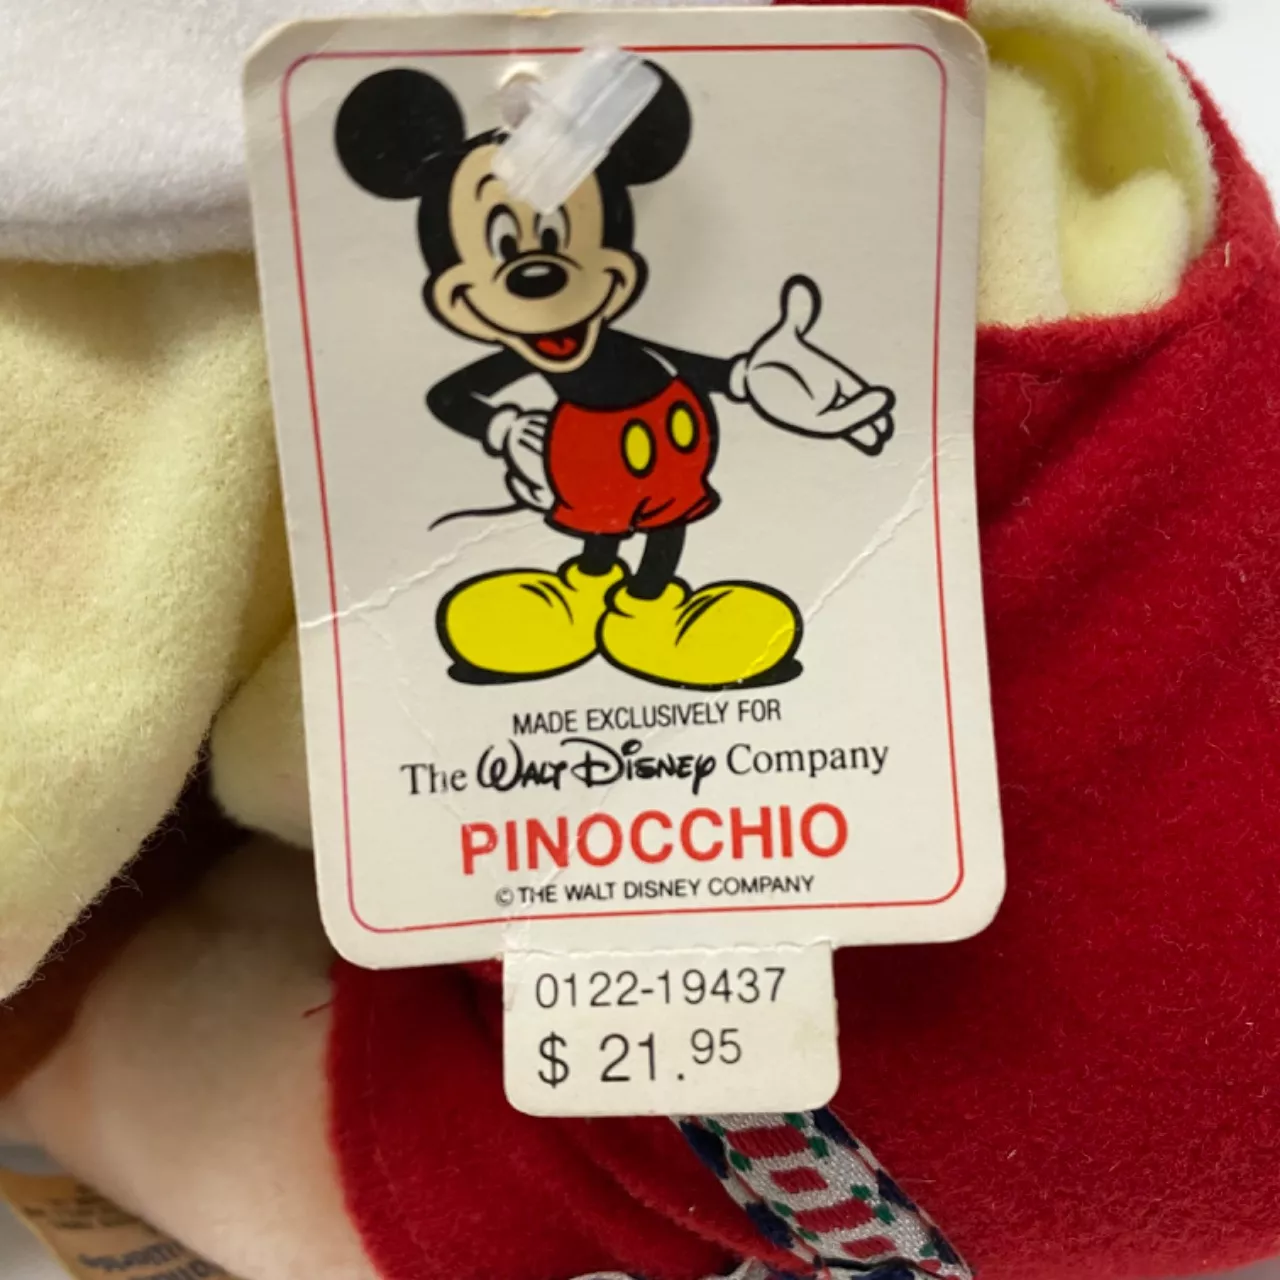 MADE EXCLUSIVELY FOR
The Walt Disney Company
PINOCCHIO
© THE WALT DISNEY COMPANY
0122-19437
$ 21.95